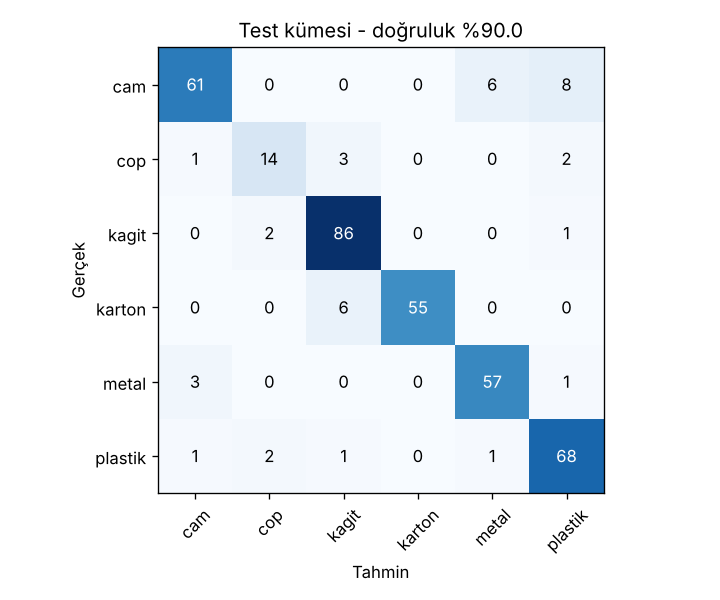 Test kümesi - doğruluk %90.0
cam 61 0 0 0 6 8
cop 1 14 3 0 0 2
kagit 0 2 86 0 0 1
karton 0 0 6 55 0 0
metal 3 0 0 0 57 1
plastik 1 2 1 0 1 68
Gerçek
cam cop kagit karton metal plastik
Tahmin